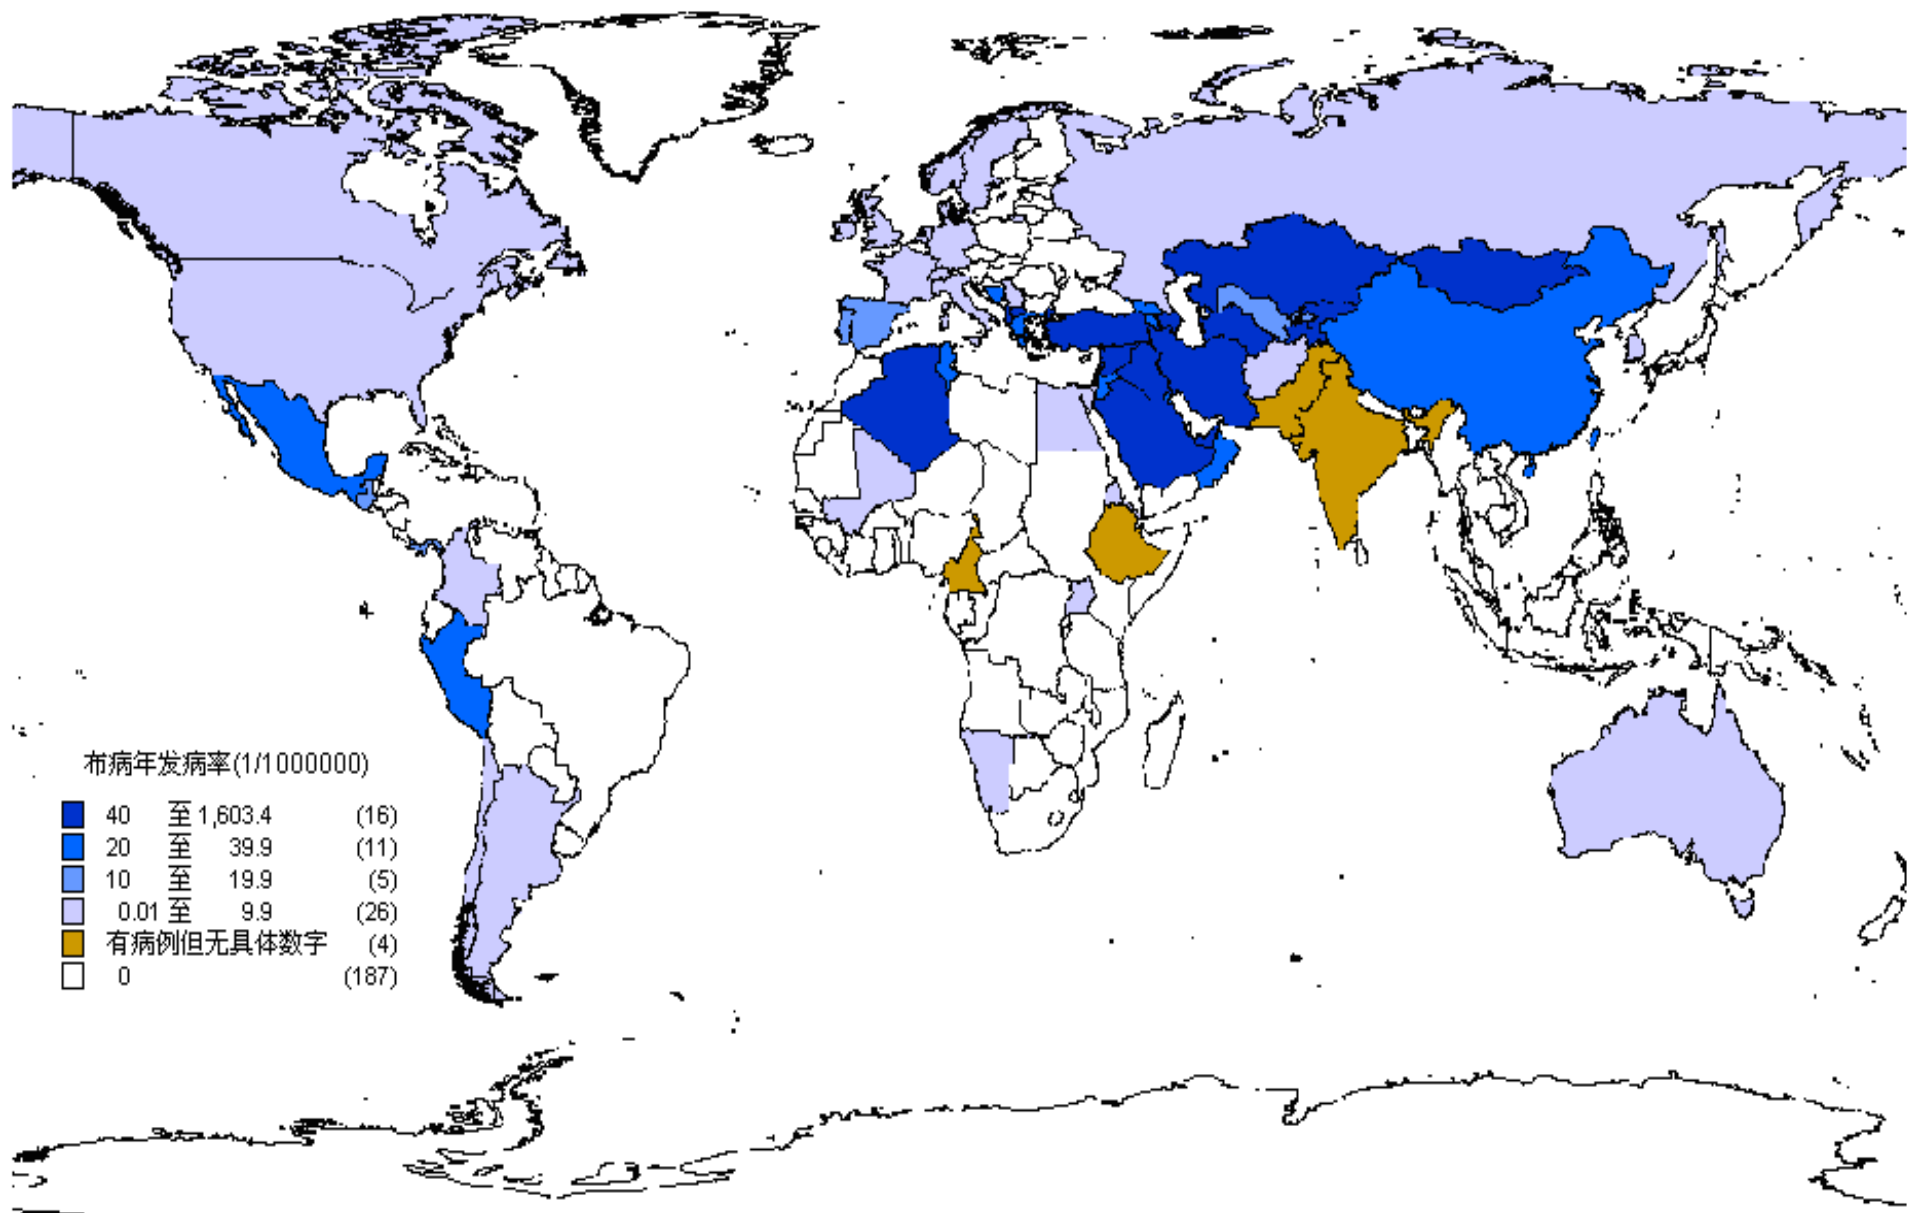 布病年发病率(1/1000000)
40 至 1,603.4 (16)
20 至 39.9 (11)
10 至 19.9 (5)
0.01 至 9.9 (26)
有病例但无具体数字 (4)
0 (187)